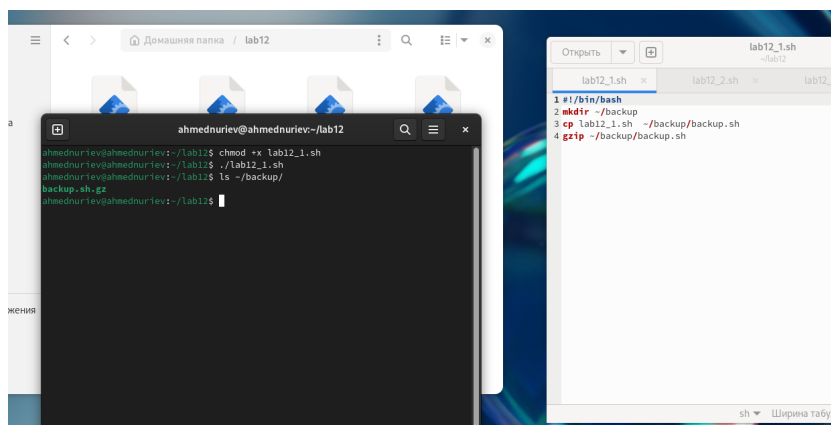 Домашняя папка / lab12
а
жения
ahmednuriev@ahmednuriev:~/lab12
ahmednuriev@ahmednuriev:~/lab12$ chmod +x lab12_1.sh
ahmednuriev@ahmednuriev:~/lab12$ ./lab12_1.sh
ahmednuriev@ahmednuriev:~/lab12$ ls ~/backup/
backup.sh.gz
ahmednuriev@ahmednuriev:~/lab12$
Открыть
lab12_1.sh
~/lab12
lab12_1.sh × lab12_2.sh × lab12_
1 #!/bin/bash
2 mkdir ~/backup
3 cp lab12_1.sh  ~/backup/backup.sh
4 gzip ~/backup/backup.sh
sh Ширина табу